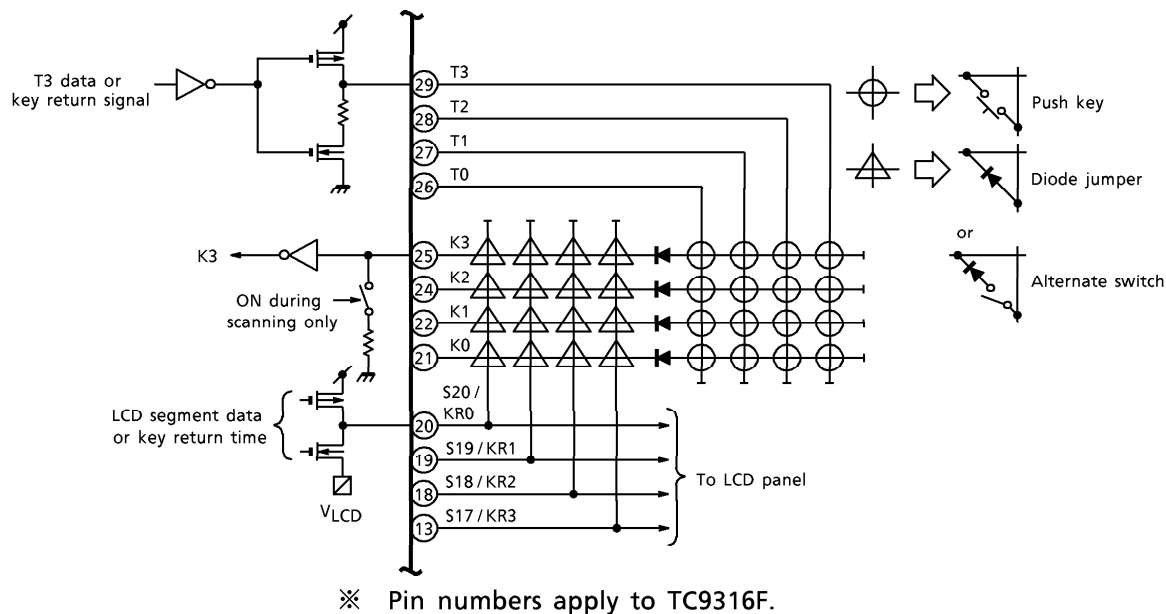 T3 data or
key return signal
29 T3
28 T2
27 T1
26 T0
Push key
Diode jumper
or
Alternate switch
K3
25 K3
24 K2
22 K1
21 K0
ON during
scanning only
LCD segment data
or key return time
VLCD
S20 /
20 KR0
19 S19 / KR1
18 S18 / KR2
13 S17 / KR3
To LCD panel
※ Pin numbers apply to TC9316F.